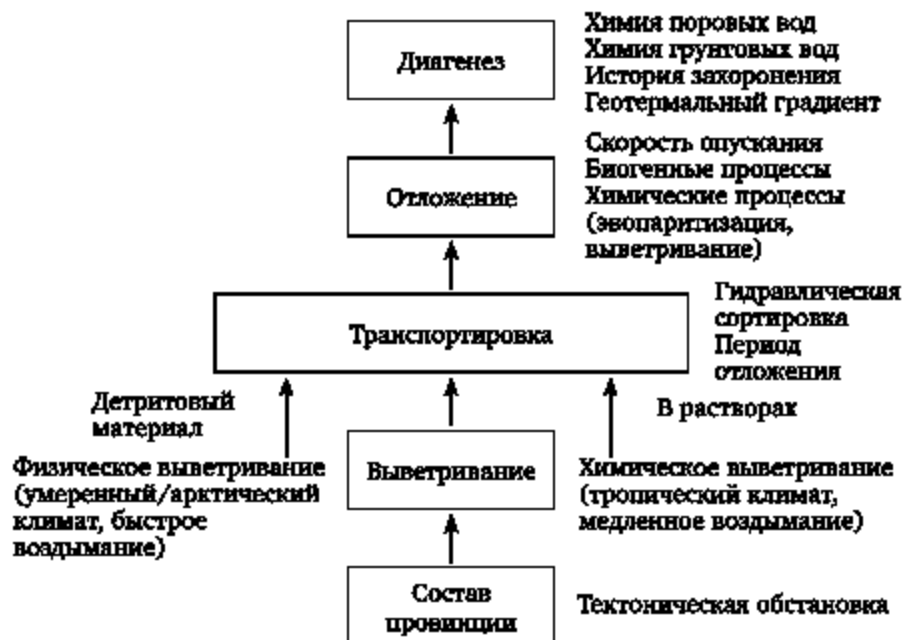 Диагенез
Химия поровых вод
Химия грунтовых вод
История захоронения
Геотермальный градиент
Отложение
Скорость опускания
Биогенные процессы
Химические процессы
(эвопаритизация,
выветривание)
Транспортировка
Гидравлическая
сортировка
Период
отложения
Детритовый
материал
В растворах
Физическое выветривание
(умеренный/арктический
климат, быстрое
воздымание)
Выветривание
Химическое выветривание
(тропический климат,
медленное воздымание)
Состав
провинции
Тектоническая обстановка